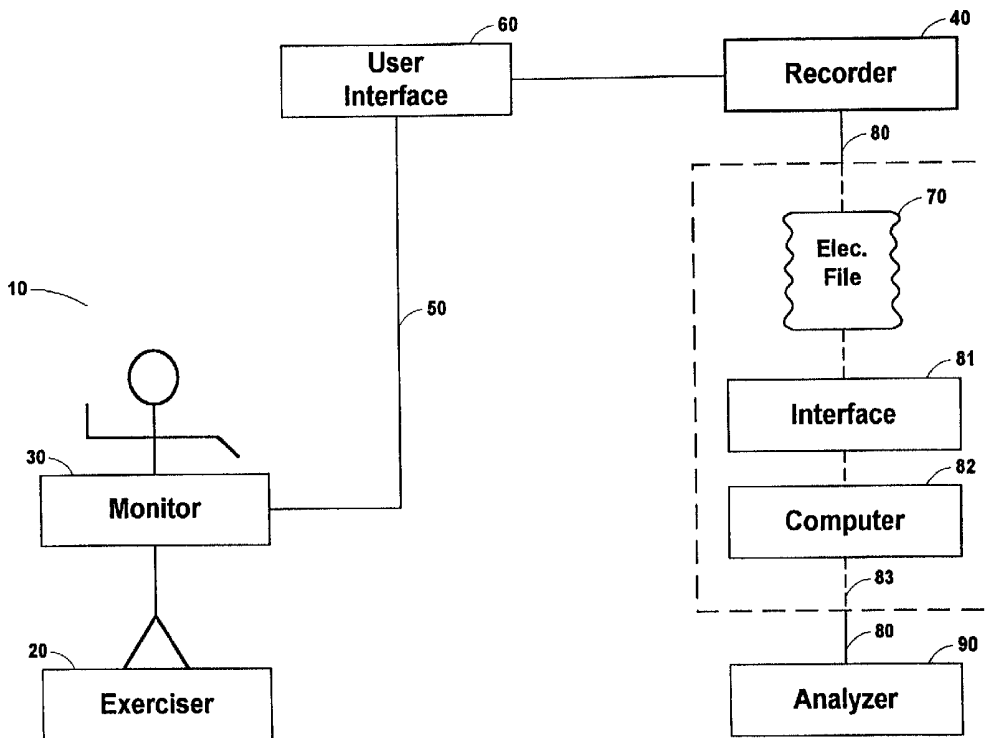 60
User
Interface
40
Recorder
80
70
Elec.
File
10
50
81
Interface
30
Monitor
82
Computer
83
80
20
Exerciser
90
Analyzer